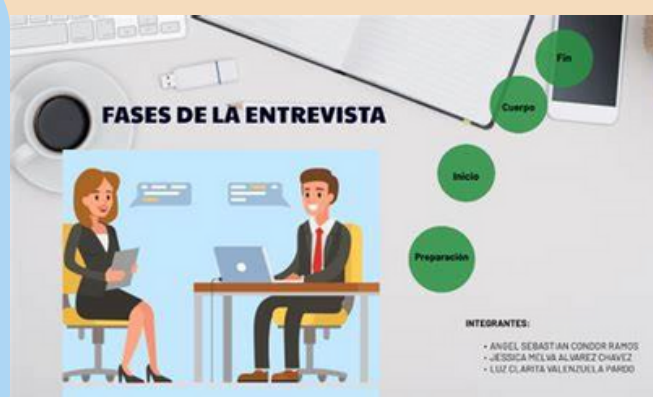 FASES DE LA ENTREVISTA
Fin
Cuerpo
Inicio
Preparación
INTEGRANTES:
• ANGEL SEBASTIAN CONDOR RAMOS
• JESSICA MELVA ALVAREZ CHAVEZ
• LUZ CLARITA VALENZUELA PARDO